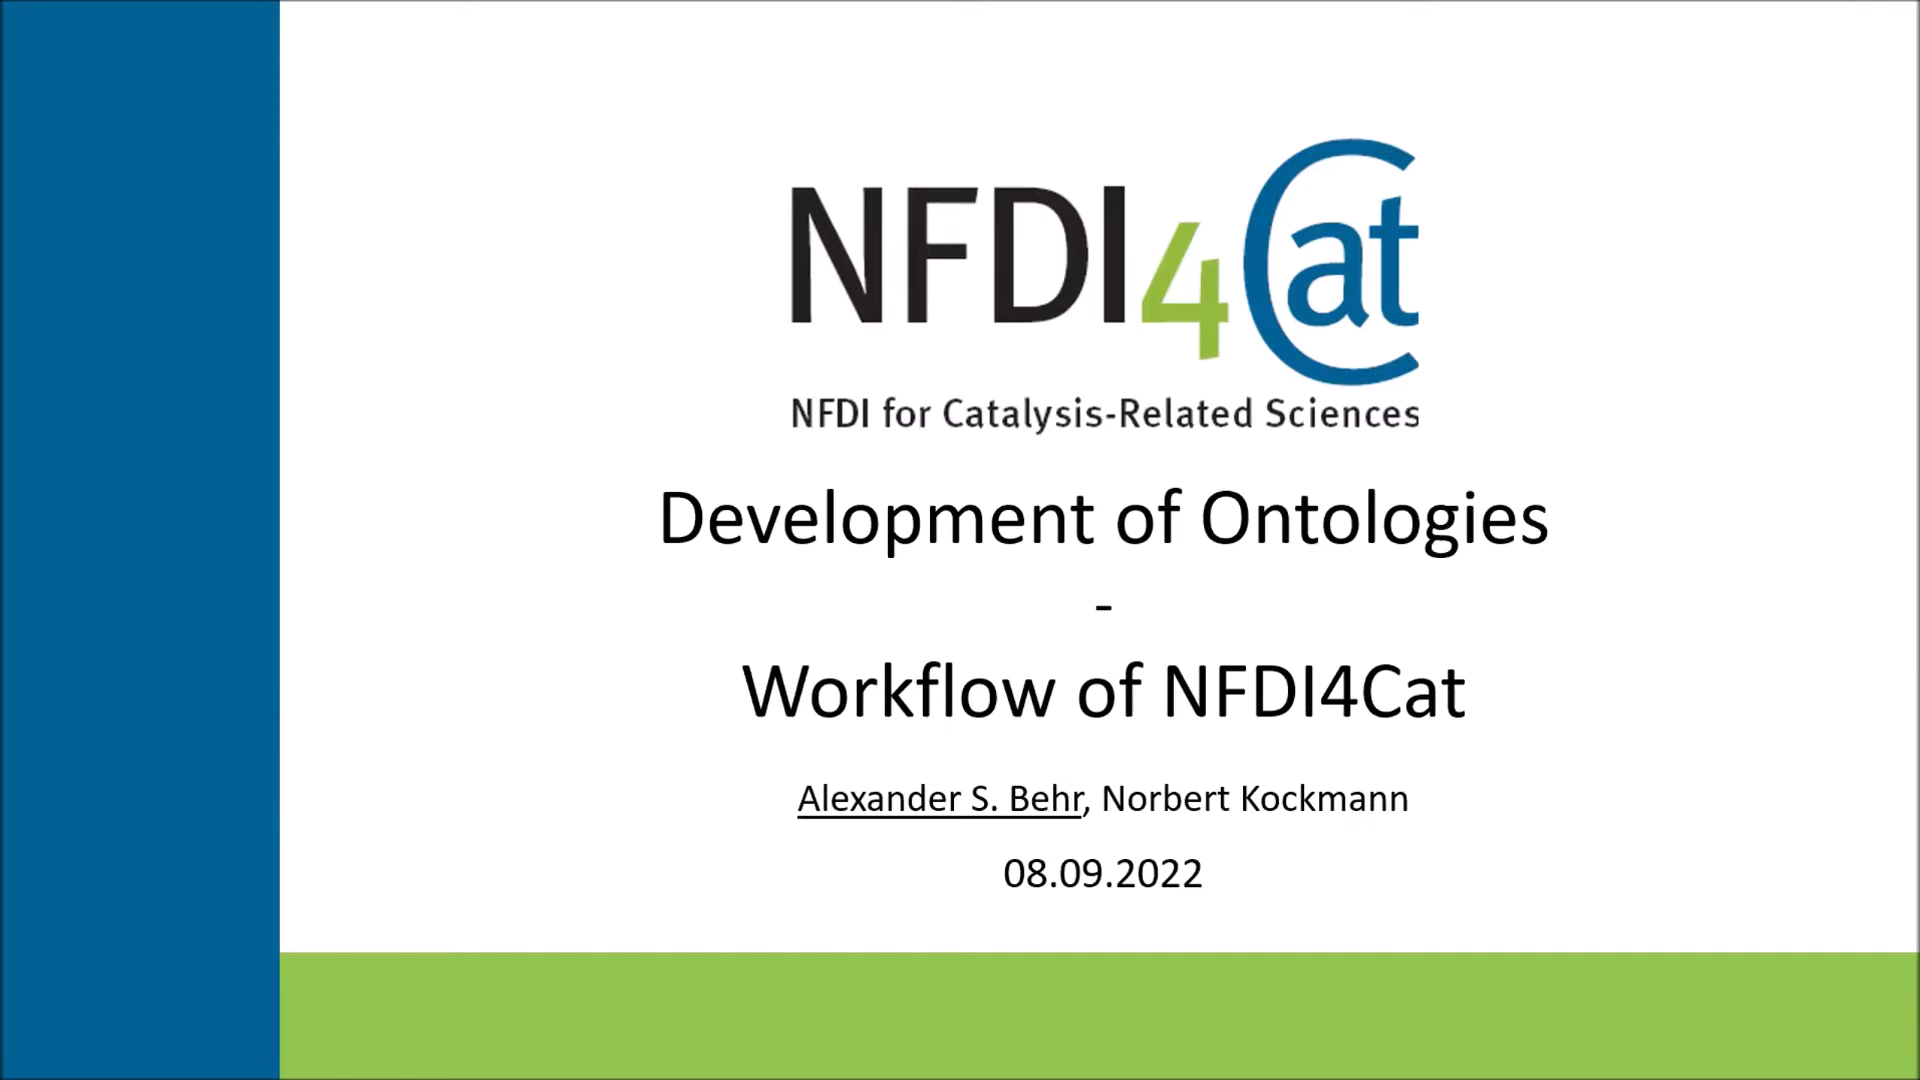 NFDI4Cat
NFDI for Catalysis-Related Sciences
Development of Ontologies
-
Workflow of NFDI4Cat
Alexander S. Behr, Norbert Kockmann
08.09.2022